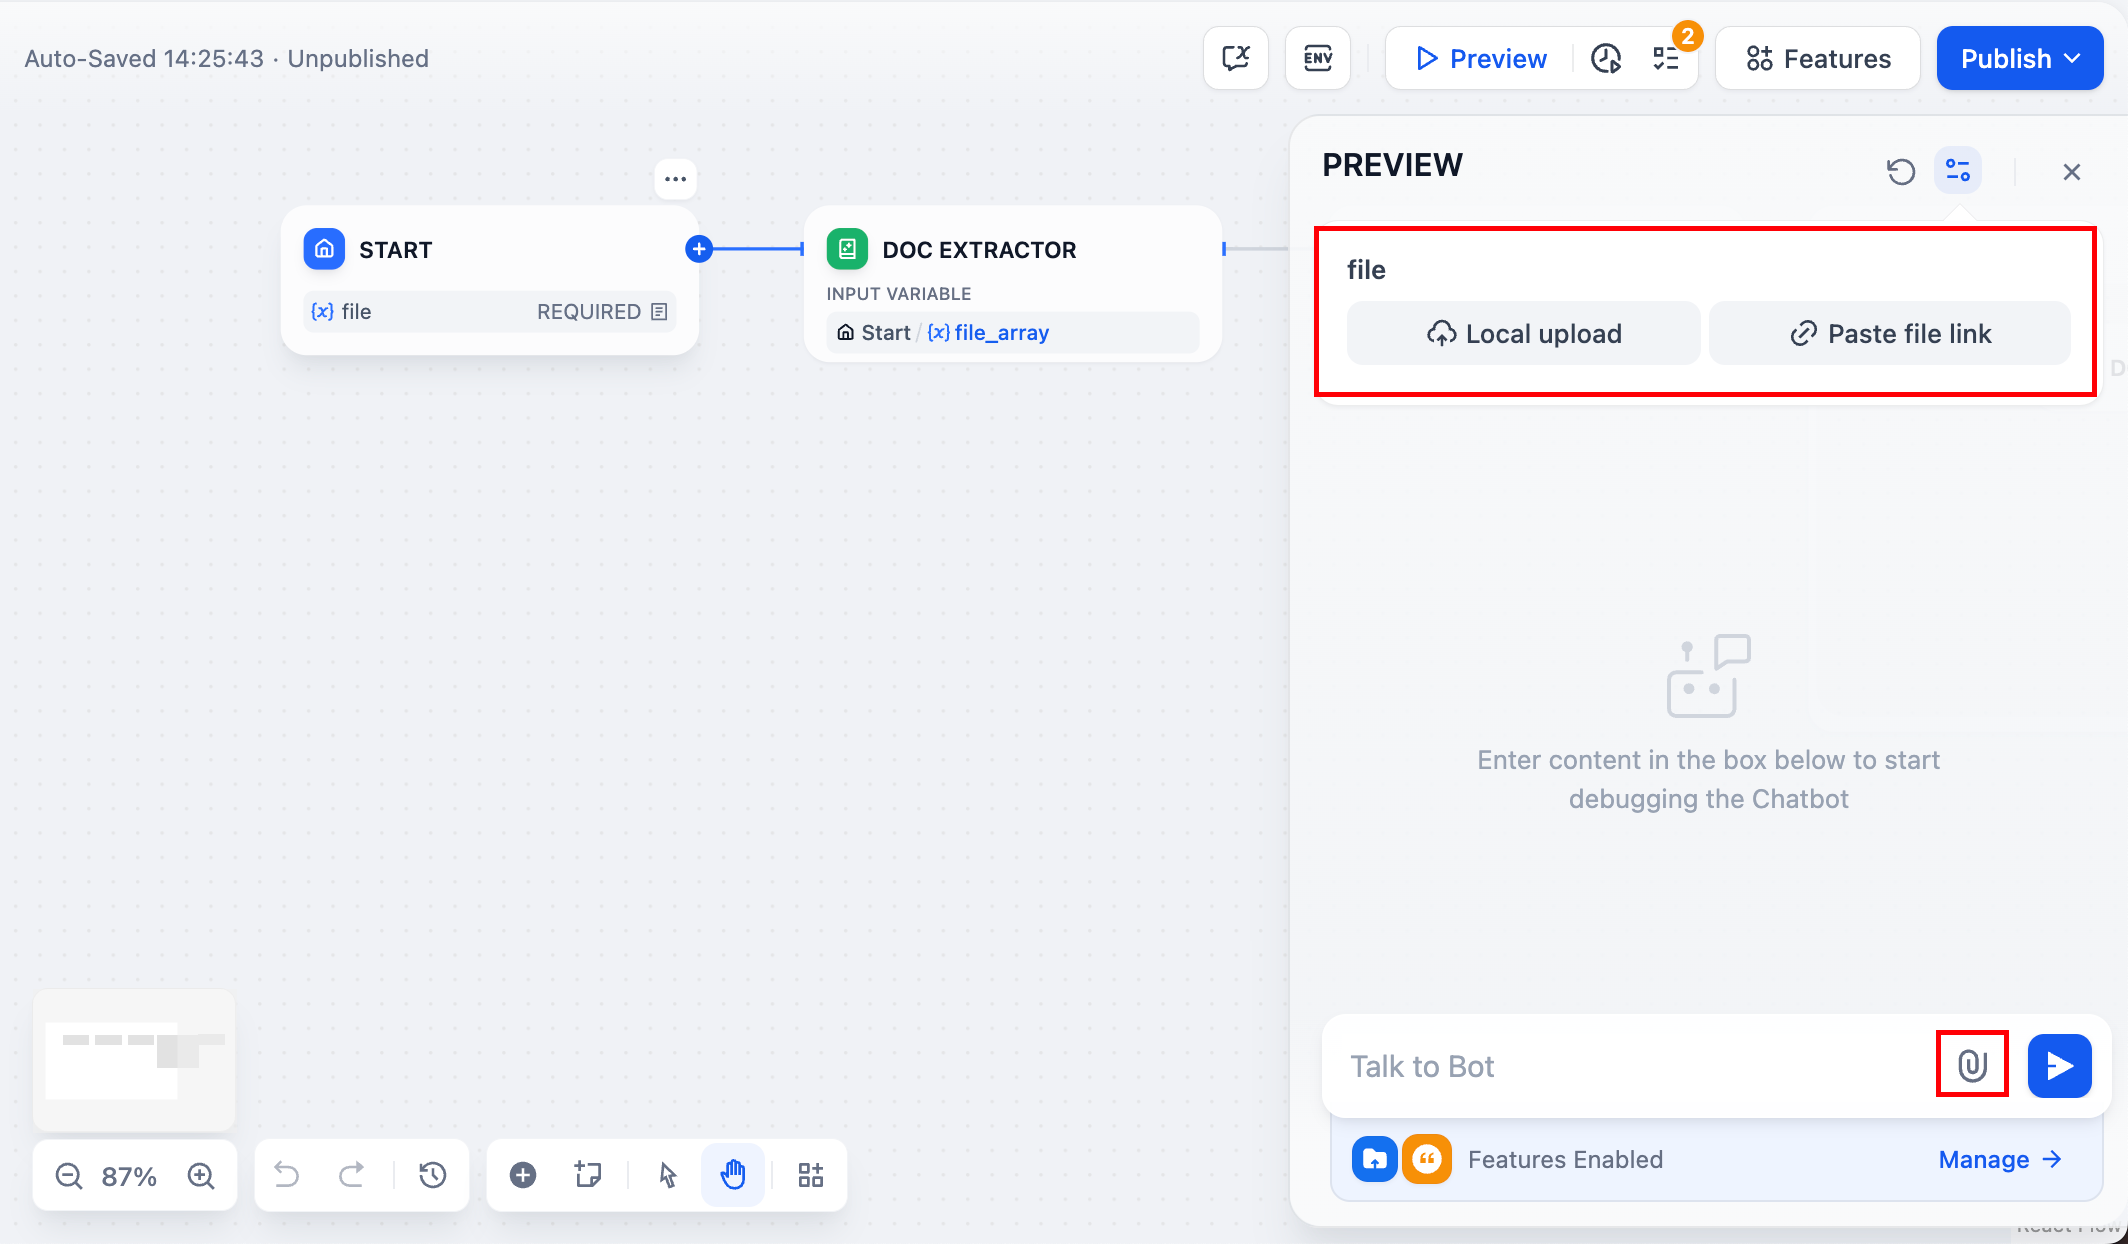 Auto-Saved 14:25:43 · Unpublished
ENV
Preview
2
Features
Publish
PREVIEW
START
{x} file
REQUIRED
DOC EXTRACTOR
INPUT VARIABLE
Start / {x} file_array
file
Local upload
Paste file link
D
Enter content in the box below to start
debugging the Chatbot
Talk to Bot
Features Enabled
Manage
87%
React Flow